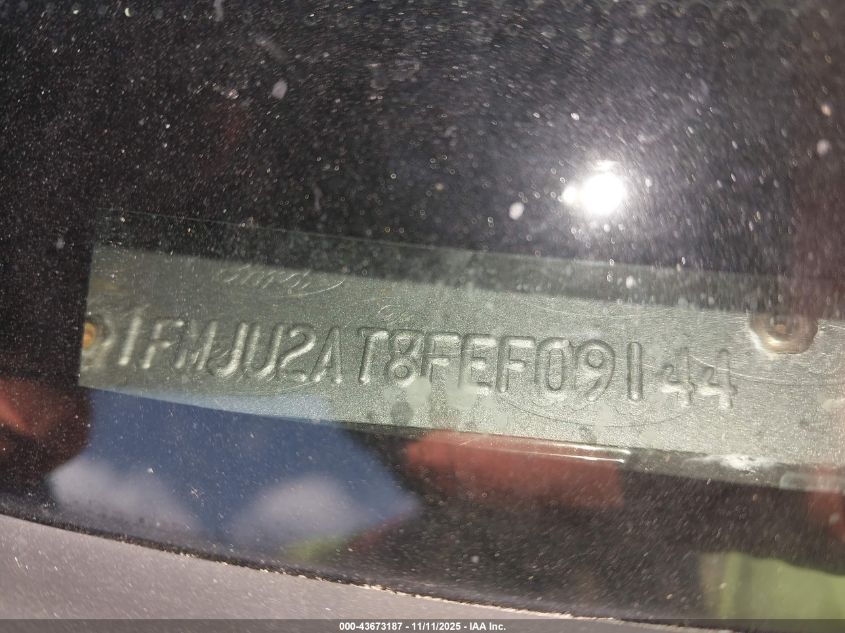 1FMJU2AT8FEF09144
000-43673187 - 11/11/2025 - IAA Inc.